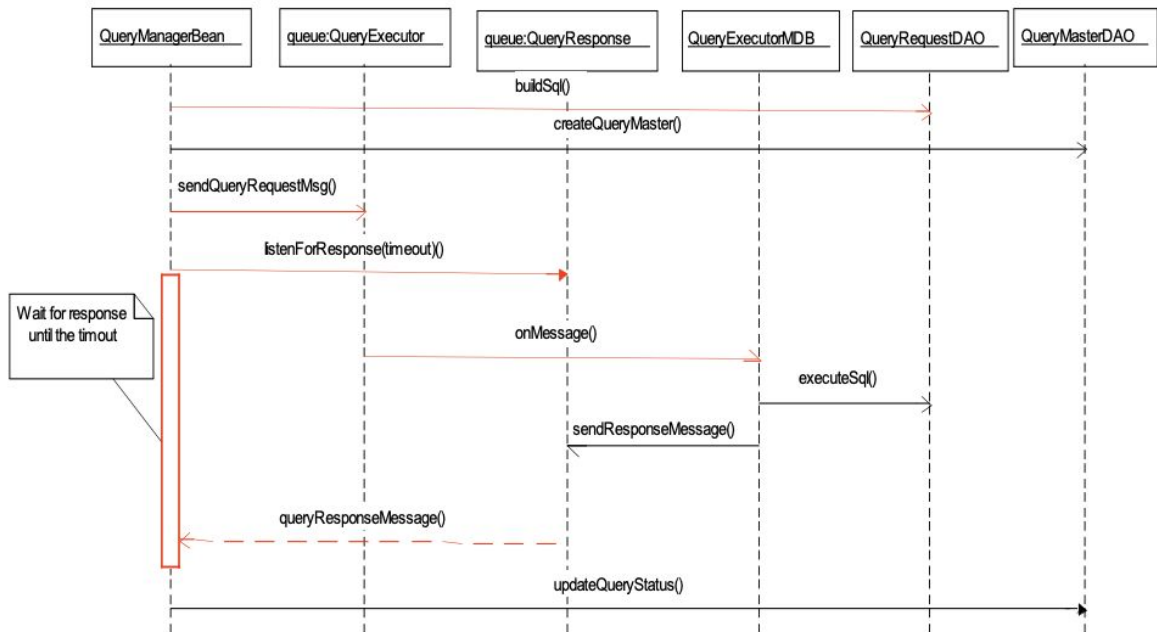 QueryManagerBean
queue:QueryExecutor
queue:QueryResponse
QueryExecutorMDB
QueryRequestDAO
QueryMasterDAO
buildSql()
createQueryMaster()
sendQueryRequestMsg()
listenForResponse(timeout)()
Wait for response
until the timout
onMessage()
executeSql()
sendResponseMessage()
queryResponseMessage()
updateQueryStatus()